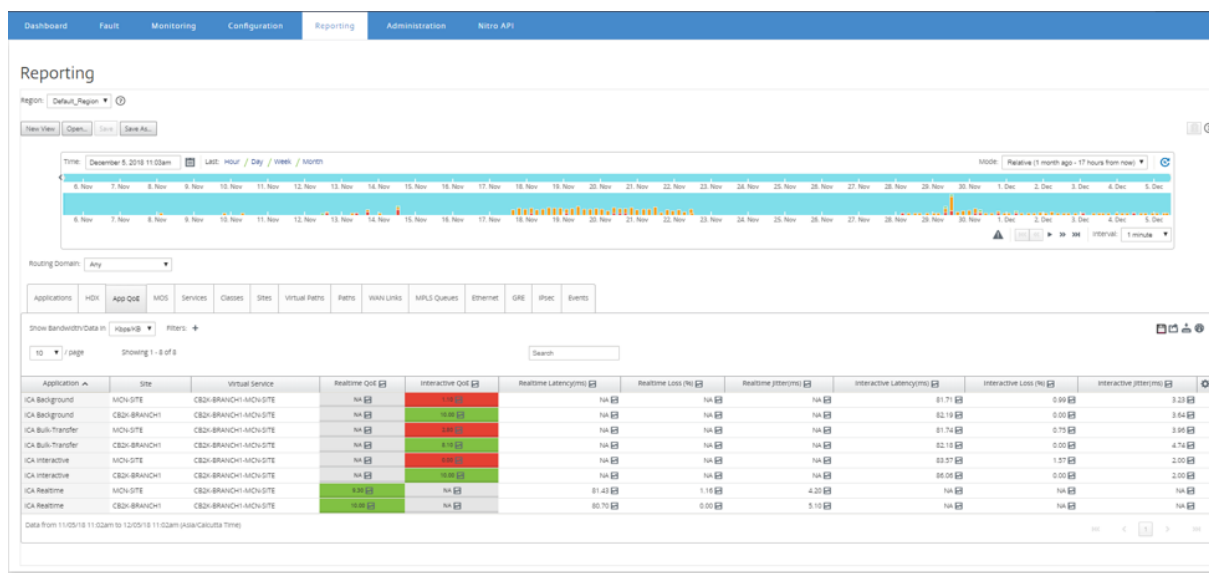 Dashboard Fault Monitoring Configuration Reporting Administration Nitro API
Reporting
Region: Default_Region
New View Open... Save Save As...
Time: December 5, 2018 11:03am Last: Hour / Day / Week / Month Mode: Relative (1 month ago - 17 hours from now)
6. Nov 7. Nov 8. Nov 9. Nov 10. Nov 11. Nov 12. Nov 13. Nov 14. Nov 15. Nov 16. Nov 17. Nov 18. Nov 19. Nov 20. Nov 21. Nov 22. Nov 23. Nov 24. Nov 25. Nov 26. Nov 27. Nov 28. Nov 29. Nov 30. Nov 1. Dec 2. Dec 3. Dec 4. Dec 5. Dec
6. Nov 7. Nov 8. Nov 9. Nov 10. Nov 11. Nov 12. Nov 13. Nov 14. Nov 15. Nov 16. Nov 17. Nov 18. Nov 19. Nov 20. Nov 21. Nov 22. Nov 23. Nov 24. Nov 25. Nov 26. Nov 27. Nov 28. Nov 29. Nov 30. Nov 1. Dec 2. Dec 3. Dec 4. Dec 5. Dec
Interval: 1 minute
Routing Domain: Any
Applications HDX App QoE MOS Services Classes Sites Virtual Paths Paths WAN Links MPLS Queues Ethernet GRE IPsec Events
Show Bandwidth/Data in Kbps/KB Filters: +
10 / page Showing 1 - 8 of 8 Search
Application Site Virtual Service Realtime QoE Interactive QoE Realtime Latency(ms) Realtime Loss (%) Realtime Jitter(ms) Interactive Latency(ms) Interactive Loss (%) Interactive Jitter(ms)
ICA Background MCN-SITE CB2K-BRANCH1-MCN-SITE NA NA NA NA 81.71 0.99 3.23
ICA Background CB2K-BRANCH1 CB2K-BRANCH1-MCN-SITE NA 10.00 NA NA NA 82.19 0.00 3.64
ICA Bulk-Transfer MCN-SITE CB2K-BRANCH1-MCN-SITE NA NA NA NA 81.74 0.75 3.96
ICA Bulk-Transfer CB2K-BRANCH1 CB2K-BRANCH1-MCN-SITE NA NA NA NA 82.18 0.00 4.74
ICA Interactive MCN-SITE CB2K-BRANCH1-MCN-SITE NA NA NA NA 83.57 1.57 2.00
ICA Interactive CB2K-BRANCH1 CB2K-BRANCH1-MCN-SITE NA 10.00 NA NA NA 86.06 0.00 2.00
ICA Realtime MCN-SITE CB2K-BRANCH1-MCN-SITE NA 81.43 1.16 4.20 NA NA NA
ICA Realtime CB2K-BRANCH1 CB2K-BRANCH1-MCN-SITE 10.00 NA 80.70 0.00 5.10 NA NA NA
Data from 11/05/18 11:02am to 12/05/18 11:02am (Asia/Calcutta Time)
1